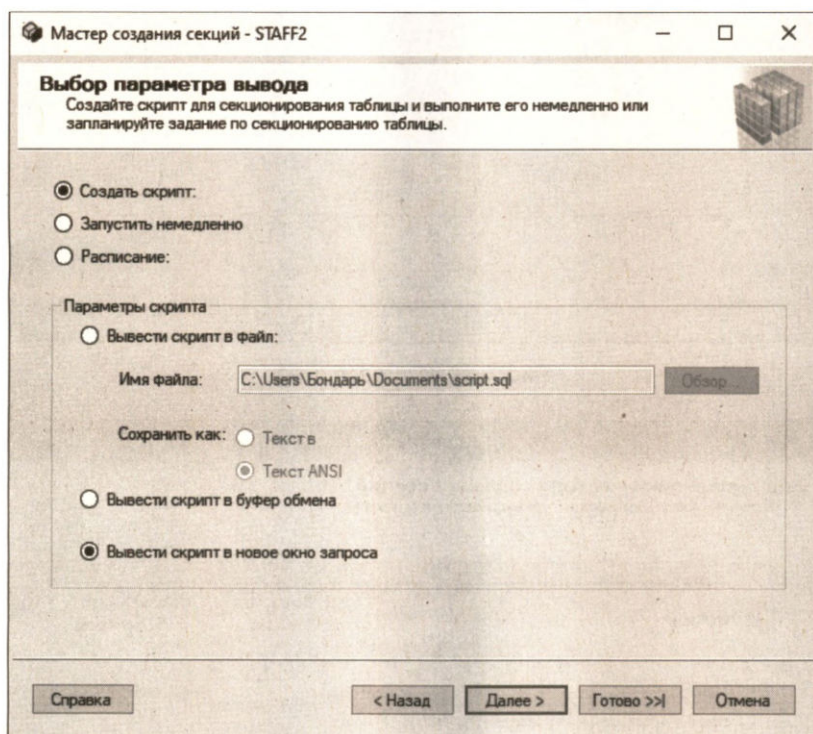 Мастер создания секций - STAFF2
Выбор параметра вывода
Создайте скрипт для секционирования таблицы и выполните его немедленно или
запланируйте задание по секционированию таблицы.
Создать скрипт:
Запустить немедленно
Расписание:
Параметры скрипта
Вывести скрипт в файл:
Имя файла: C:\Users\Бондарь\Documents\script.sql Обзор...
Сохранить как: Текст в
Текст ANSI
Вывести скрипт в буфер обмена
Вывести скрипт в новое окно запроса
Справка < Назад Далее > Готово >>| Отмена